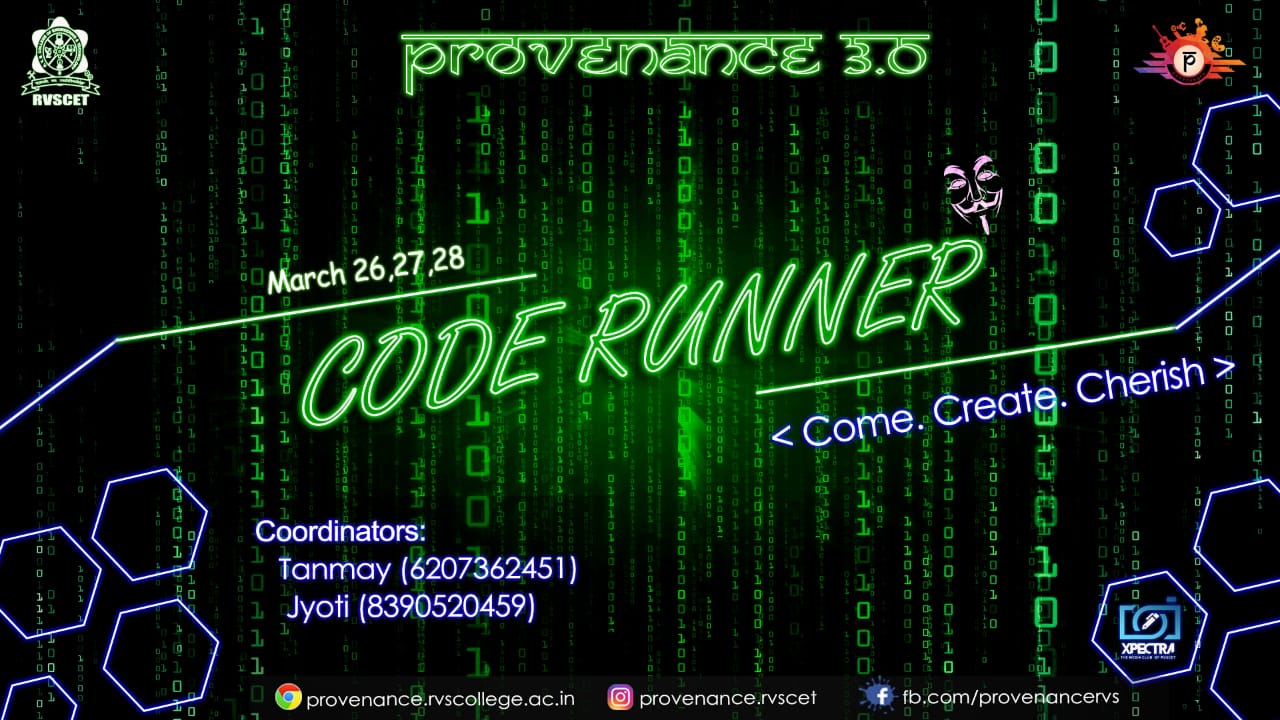 RVSCET
PROVENANCE 3.0
March 26,27,28
CODE RUNNER
< Come. Create. Cherish >
Coordinators:
Tanmay (6207362451)
Jyoti (8390520459)
XPECTRA
provenance.rvscollege.ac.in
provenance.rvscet
fb.com/provenancervs